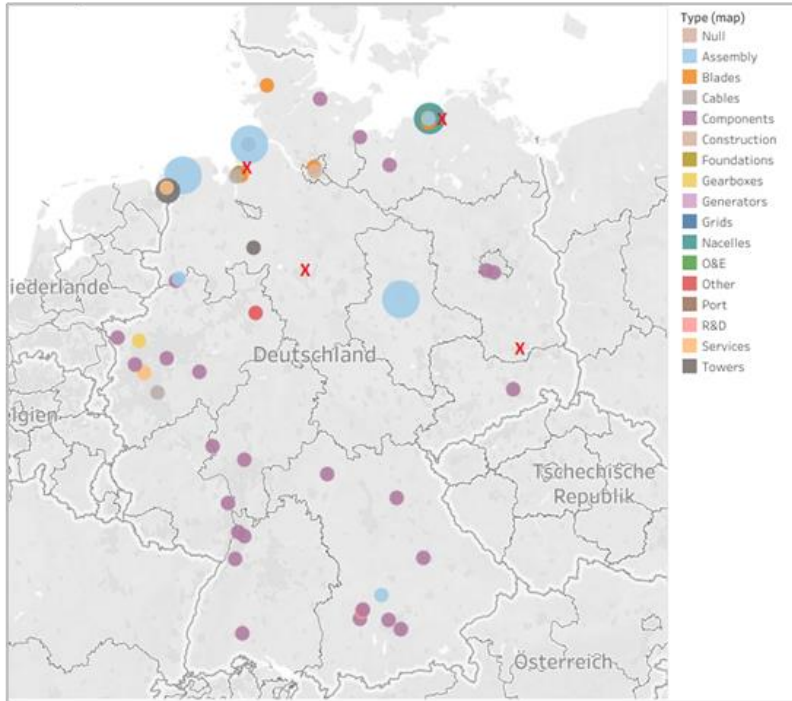 Type (map)
Null
Assembly
Blades
Cables
Components
Construction
Foundations
Gearboxes
Generators
Grids
Nacelles
O&E
Other
Port
R&D
Services
Towers
X
X
X
X
iederlande
Deutschland
lgien
Tschechische
Republik
Österreich